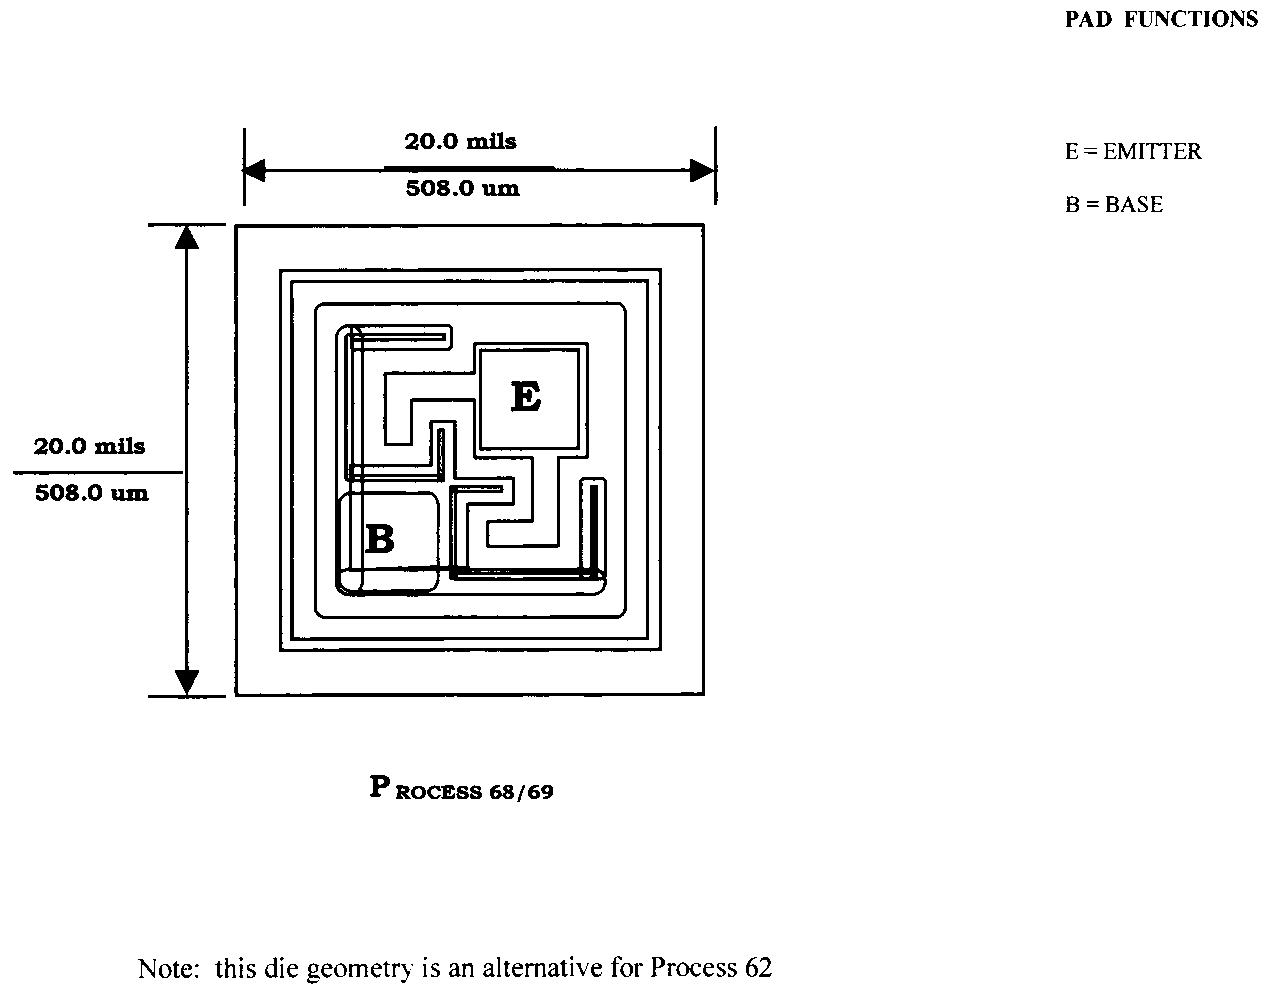 PAD FUNCTIONS
20.0 mils
508.0 um
E = EMITTER
B = BASE
E
20.0 mils
508.0 um
B
PROCESS 68/69
Note: this die geometry is an alternative for Process 62